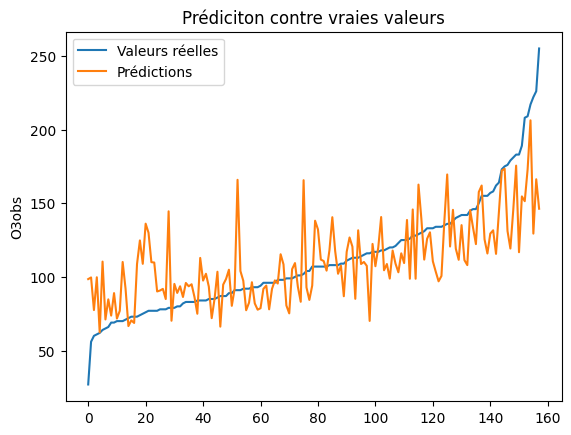 Prédiciton contre vraies valeurs
Valeurs réelles
Prédictions
O3obs
250
200
150
100
50
0 20 40 60 80 100 120 140 160